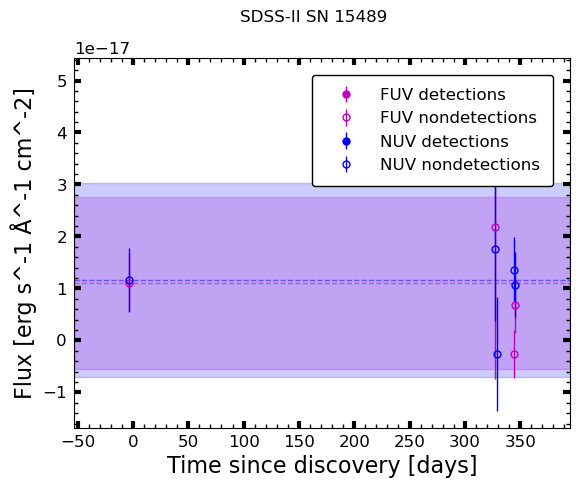 SDSS-II SN 15489
1e−17
Flux [erg s^-1 Å^-1 cm^-2]
5
4
3
2
1
0
−1
FUV detections
FUV nondetections
NUV detections
NUV nondetections
−50 0 50 100 150 200 250 300 350
Time since discovery [days]